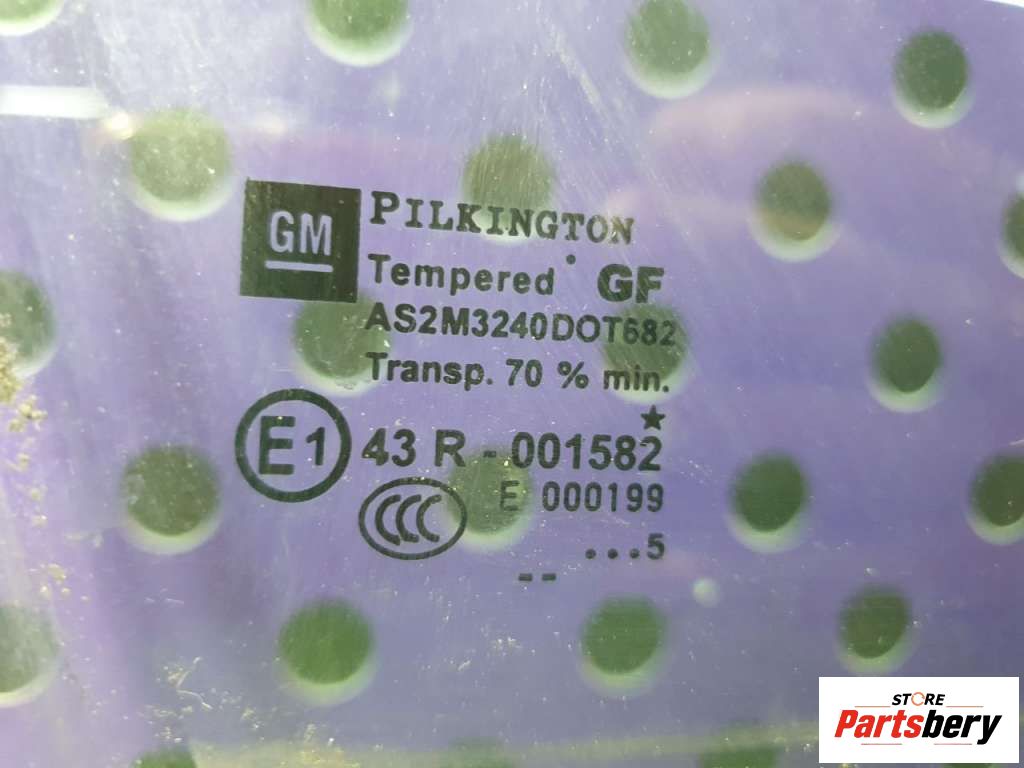 GM
PILKINGTON
Tempered GF
AS2M3240DOT682
Transp. 70 % min.
E1 43 R - 001582
CCC E 000199
...5
--
STORE
Partsbery